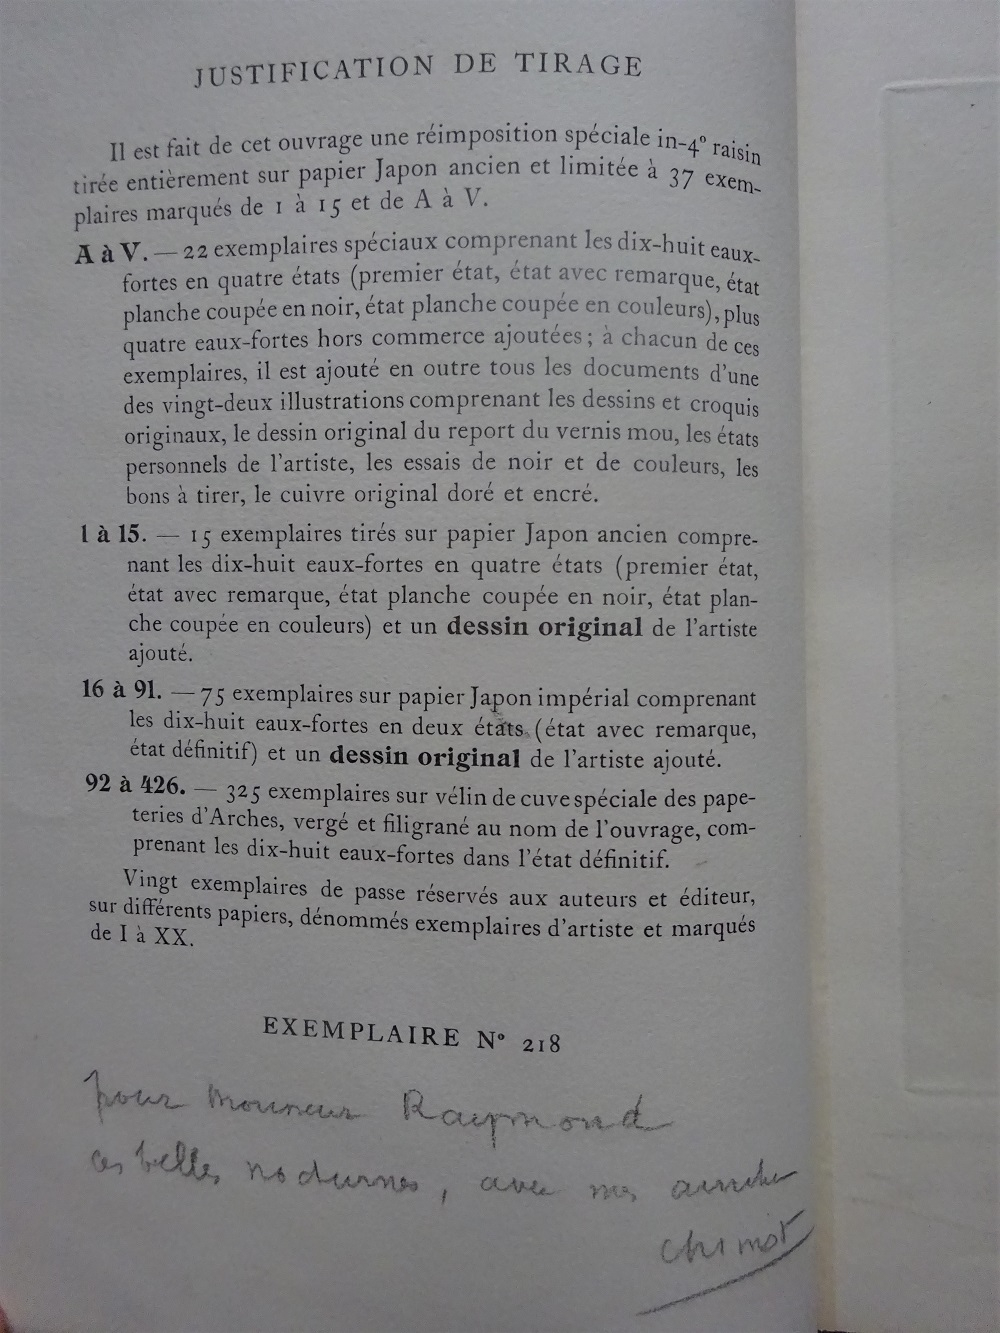 JUSTIFICATION DE TIRAGE
Il est fait de cet ouvrage une réimposition spéciale in-4° raisin
tirée entièrement sur papier Japon ancien et limitée à 37 exem-
plaires marqués de 1 à 15 et de A à V.
A à V. — 22 exemplaires spéciaux comprenant les dix-huit eaux-
fortes en quatre états (premier état, état avec remarque, état
planche coupée en noir, état planche coupée en couleurs), plus
quatre eaux-fortes hors commerce ajoutées; à chacun de ces
exemplaires, il est ajouté en outre tous les documents d'une
des vingt-deux illustrations comprenant les dessins et croquis
originaux, le dessin original du report du vernis mou, les états
personnels de l'artiste, les essais de noir et de couleurs, les
bons à tirer, le cuivre original doré et encré.
1 à 15. — 15 exemplaires tirés sur papier Japon ancien compre-
nant les dix-huit eaux-fortes en quatre états (premier état,
état avec remarque, état planche coupée en noir, état plan-
che coupée en couleurs) et un dessin original de l'artiste
ajouté.
16 à 91. — 75 exemplaires sur papier Japon impérial comprenant
les dix-huit eaux-fortes en deux états (état avec remarque,
état définitif) et un dessin original de l'artiste ajouté.
92 à 426. — 325 exemplaires sur vélin de cuve spéciale des pape-
teries d'Arches, vergé et filigrané au nom de l'ouvrage, com-
prenant les dix-huit eaux-fortes dans l'état définitif.
Vingt exemplaires de passe réservés aux auteurs et éditeur,
sur différents papiers, dénommés exemplaires d'artiste et marqués
de I à XX.
EXEMPLAIRE N° 218
pour Monsieur Raymond
ces belles nocturnes, avec mes amitiés
Chimot